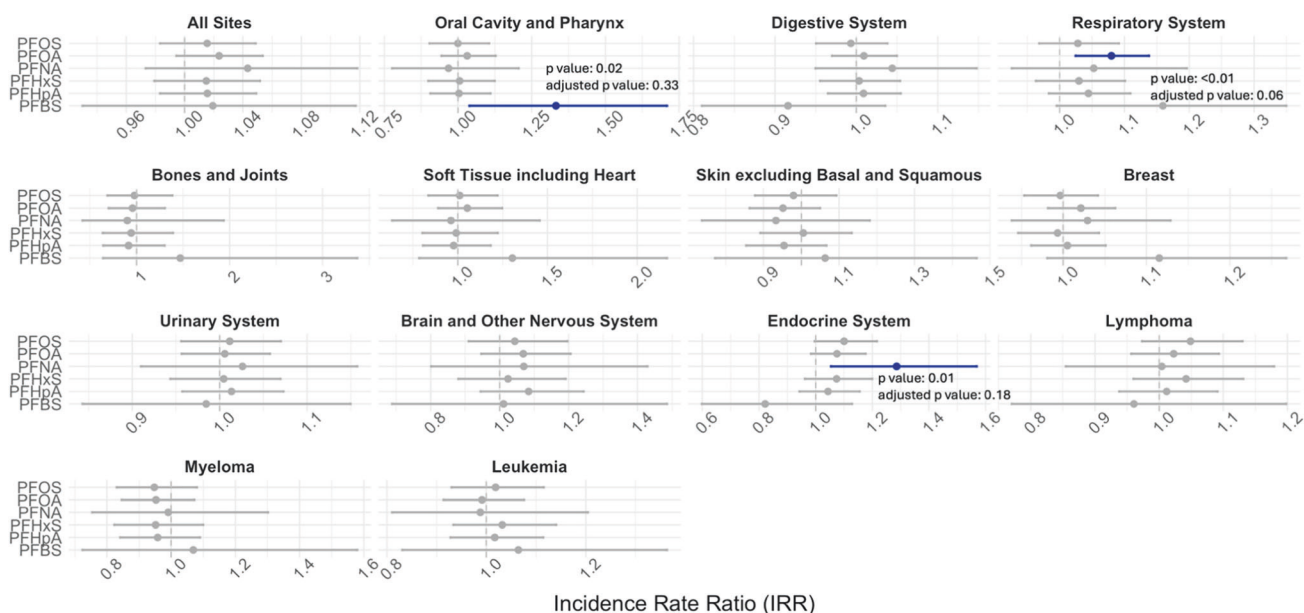 All Sites
Oral Cavity and Pharynx
Digestive System
Respiratory System
PFOS
PFOA
PFNA
PFHxS
PFHpA
PFBS
p value: 0.02
adjusted p value: 0.33
p value: <0.01
adjusted p value: 0.06
0.96 1.00 1.04 1.08 1.12
0.75 1.00 1.25 1.50 1.75
0.8 0.9 1.0 1.1
1.0 1.1 1.2 1.3
Bones and Joints
Soft Tissue including Heart
Skin excluding Basal and Squamous
Breast
PFOS
PFOA
PFNA
PFHxS
PFHpA
PFBS
1 2 3
1.0 1.5 2.0
0.9 1.1 1.3 1.5
1.0 1.1 1.2
Urinary System
Brain and Other Nervous System
Endocrine System
Lymphoma
PFOS
PFOA
PFNA
PFHxS
PFHpA
PFBS
p value: 0.01
adjusted p value: 0.18
0.9 1.0 1.1
0.8 1.0 1.2 1.4
0.6 0.8 1.0 1.2 1.4 1.6
0.8 0.9 1.0 1.1 1.2
Myeloma
Leukemia
PFOS
PFOA
PFNA
PFHxS
PFHpA
PFBS
0.8 1.0 1.2 1.4 1.6
0.8 1.0 1.2
Incidence Rate Ratio (IRR)